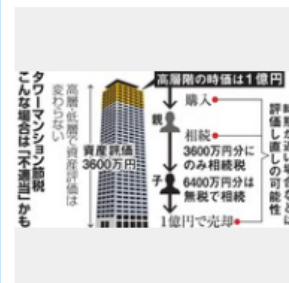 タワーマンション節税
こんな場合は「不適当」かも
高層・低層で資産評価は
変わらない
資産評価
3600万円
高層階の時価は1億円
購入
親
相続
3600万円分に
のみ相続税
子
6400万円分は
無税で相続
1億円で売却
評価し直しの可能性